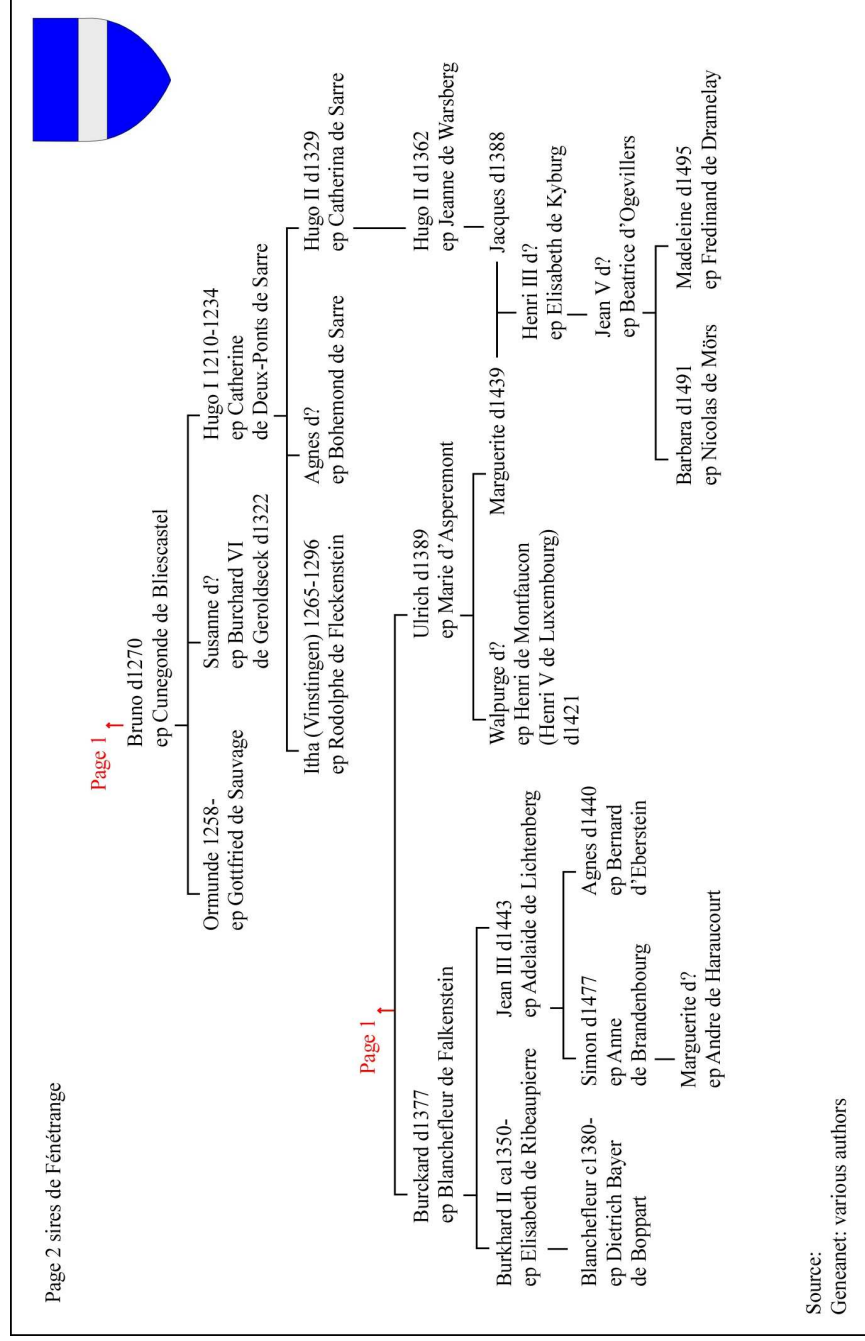 Page 2 sires de Fénétrange
Page 1
Bruno d1270
ep Cunegonde de Bliescastel
Ormunde 1258-
ep Gottfried de Sauvage
Susanne d?
ep Burchard VI
de Geroldseck d1322
Hugo I 1210-1234
ep Catherine
de Deux-Ponts de Sarre
Itha (Vinstingen) 1265-1296
ep Rodolphe de Fleckenstein
Agnes d?
ep Bohemond de Sarre
Hugo II d1329
ep Catherina de Sarre
Page 1
Burckard d1377
ep Blanchefleur de Falkenstein
Ulrich d1389
ep Marie d'Asperemont
Hugo II d1362
ep Jeanne de Warsberg
Burkhard II ca1350-
ep Elisabeth de Ribeaupierre
Jean III d1443
ep Adelaide de Lichtenberg
Walpurge d?
ep Henri de Montfaucon
(Henri V de Luxembourg)
d1421
Marguerite d1439
Jacques d1388
Henri III d?
ep Elisabeth de Kyburg
Blanchefleur c1380-
ep Dietrich Bayer
de Boppart
Simon d1477
ep Anne
de Brandenbourg
Agnes d1440
ep Bernard
d'Eberstein
Jean V d?
ep Beatrice d'Ogevillers
Marguerite d?
ep Andre de Haraucourt
Barbara d1491
ep Nicolas de Mörs
Madeleine d1495
ep Fredinand de Dramelay
Source:
Geneanet: various authors